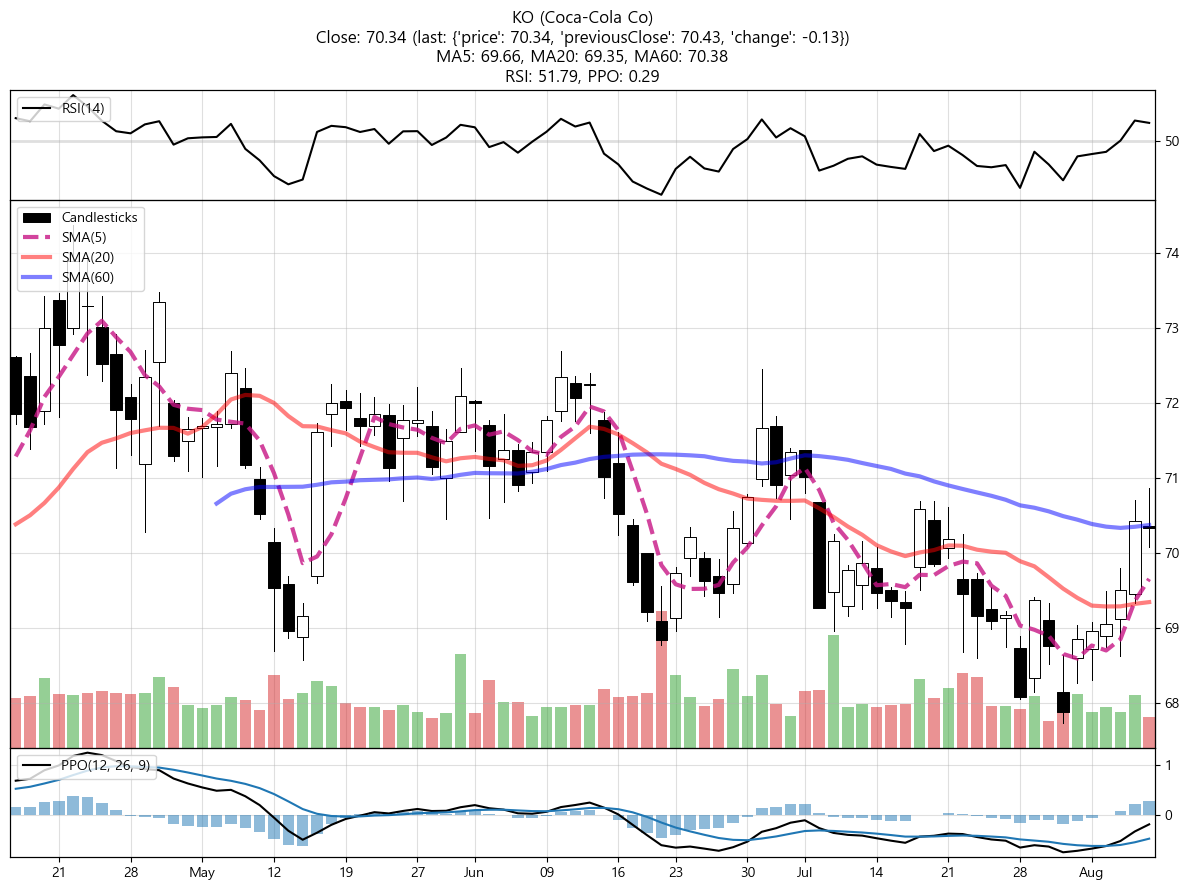 KO (Coca-Cola Co)
Close: 70.34 (last: {'price': 70.34, 'previousClose': 70.43, 'change': -0.13})
MA5: 69.66, MA20: 69.35, MA60: 70.38
RSI: 51.79, PPO: 0.29
RSI(14)
50
Candlesticks
SMA(5)
SMA(20)
SMA(60)
74
73
72
71
70
69
68
PPO(12, 26, 9)
1
0
21 28 May 12 19 27 Jun 09 16 23 30 Jul 14 21 28 Aug